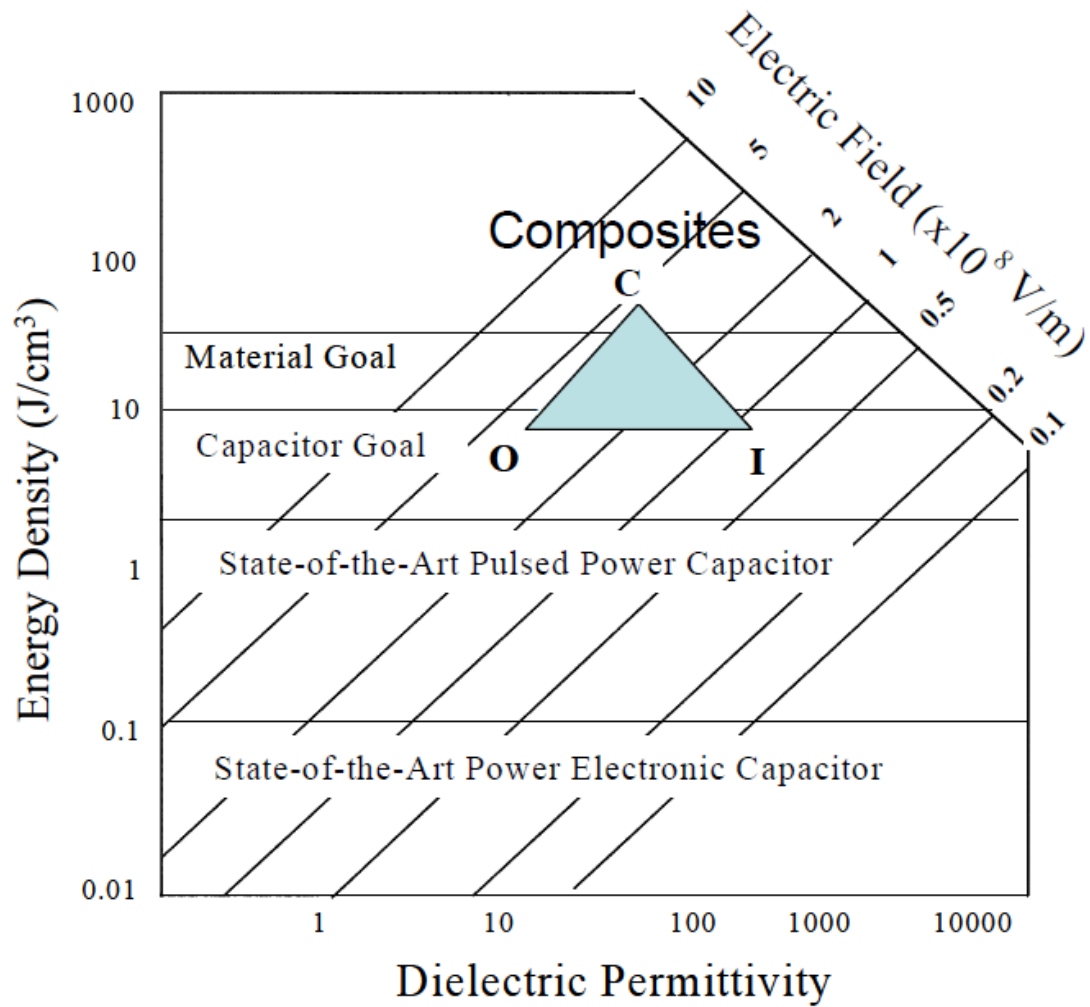 Electric Field (x10⁸ V/m)
10
5
2
1
0.5
0.2
0.1
Energy Density (J/cm³)
1000
100
10
1
0.1
0.01
Composites
C
Material Goal
Capacitor Goal
O
I
State-of-the-Art Pulsed Power Capacitor
State-of-the-Art Power Electronic Capacitor
1
10
100
1000
10000
Dielectric Permittivity